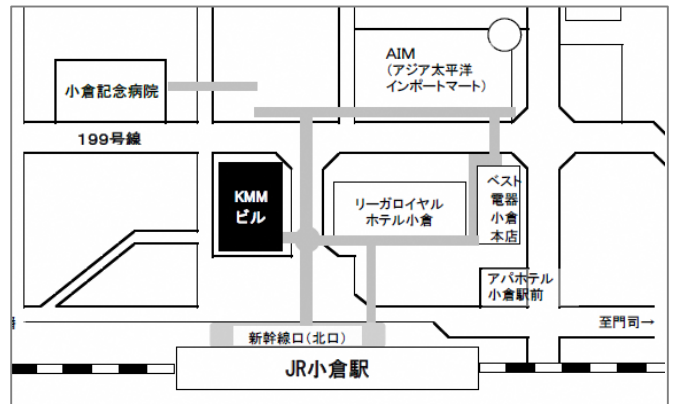 AIM
(アジア太平洋
インポートマート)
小倉記念病院
199号線
KMM
ビル
リーガロイヤル
ホテル小倉
ベスト
電器
小倉
本店
アパホテル
小倉駅前
新幹線口(北口)
至門司→
JR小倉駅